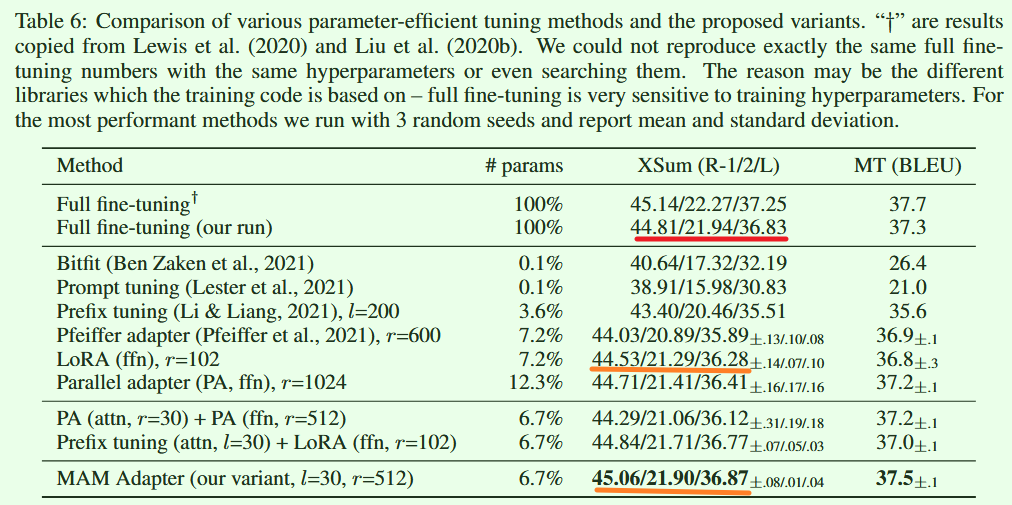 Table 6: Comparison of various parameter-efficient tuning methods and the proposed variants. “†” are results
copied from Lewis et al. (2020) and Liu et al. (2020b). We could not reproduce exactly the same full fine-
tuning numbers with the same hyperparameters or even searching them. The reason may be the different
libraries which the training code is based on – full fine-tuning is very sensitive to training hyperparameters. For
the most performant methods we run with 3 random seeds and report mean and standard deviation.
Method # params XSum (R-1/2/L) MT (BLEU)
Full fine-tuning† 100% 45.14/22.27/37.25 37.7
Full fine-tuning (our run) 100% 44.81/21.94/36.83 37.3
Bitfit (Ben Zaken et al., 2021) 0.1% 40.64/17.32/32.19 26.4
Prompt tuning (Lester et al., 2021) 0.1% 38.91/15.98/30.83 21.0
Prefix tuning (Li & Liang, 2021), l=200 3.6% 43.40/20.46/35.51 35.6
Pfeiffer adapter (Pfeiffer et al., 2021), r=600 7.2% 44.03/20.89/35.89±.13/.10/.08 36.9±.1
LoRA (ffn), r=102 7.2% 44.53/21.29/36.28±.14/.07/.10 36.8±.3
Parallel adapter (PA, ffn), r=1024 12.3% 44.71/21.41/36.41±.16/.17/.16 37.2±.1
PA (attn, r=30) + PA (ffn, r=512) 6.7% 44.29/21.06/36.12±.31/.19/.18 37.2±.1
Prefix tuning (attn, l=30) + LoRA (ffn, r=102) 6.7% 44.84/21.71/36.77±.07/.05/.03 37.0±.1
MAM Adapter (our variant, l=30, r=512) 6.7% 45.06/21.90/36.87±.08/.01/.04 37.5±.1